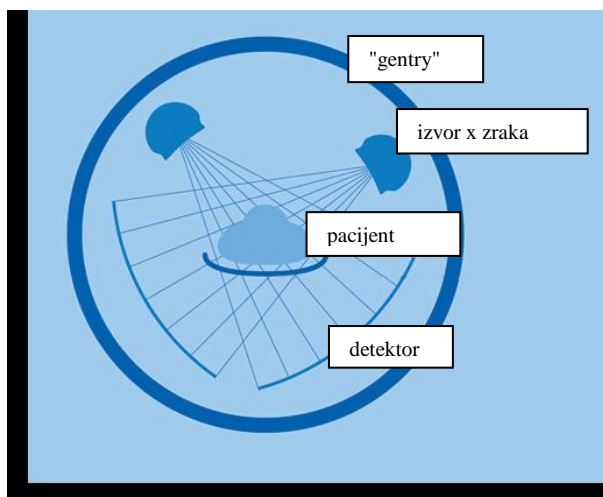 "gentry"
izvor x zraka
pacijent
detektor